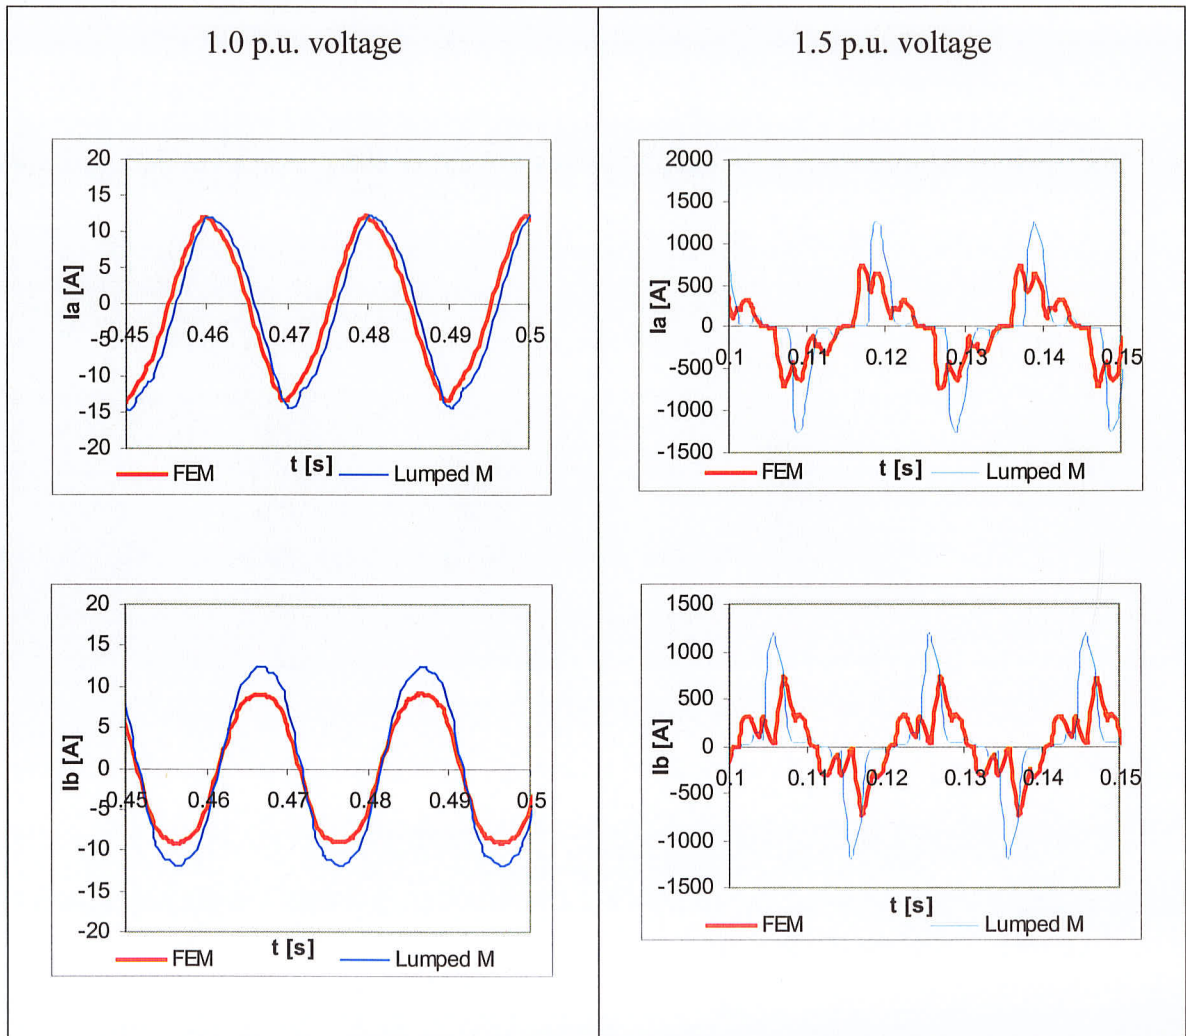 1.0 p.u. voltage
1.5 p.u. voltage
20
15
10
5
0
-5
-10
-15
-20
Ia [A]
0.45 0.46 0.47 0.48 0.49 0.5
t [s]
FEM Lumped M
2000
1500
1000
500
0
-500
-1000
-1500
Ia [A]
0.1 0.11 0.12 0.13 0.14 0.15
t [s]
FEM Lumped M
20
15
10
5
0
-5
-10
-15
-20
Ib [A]
0.45 0.46 0.47 0.48 0.49 0.5
t [s]
FEM Lumped M
1500
1000
500
0
-500
-1000
-1500
Ib [A]
0.1 0.11 0.12 0.13 0.14 0.15
t [s]
FEM Lumped M